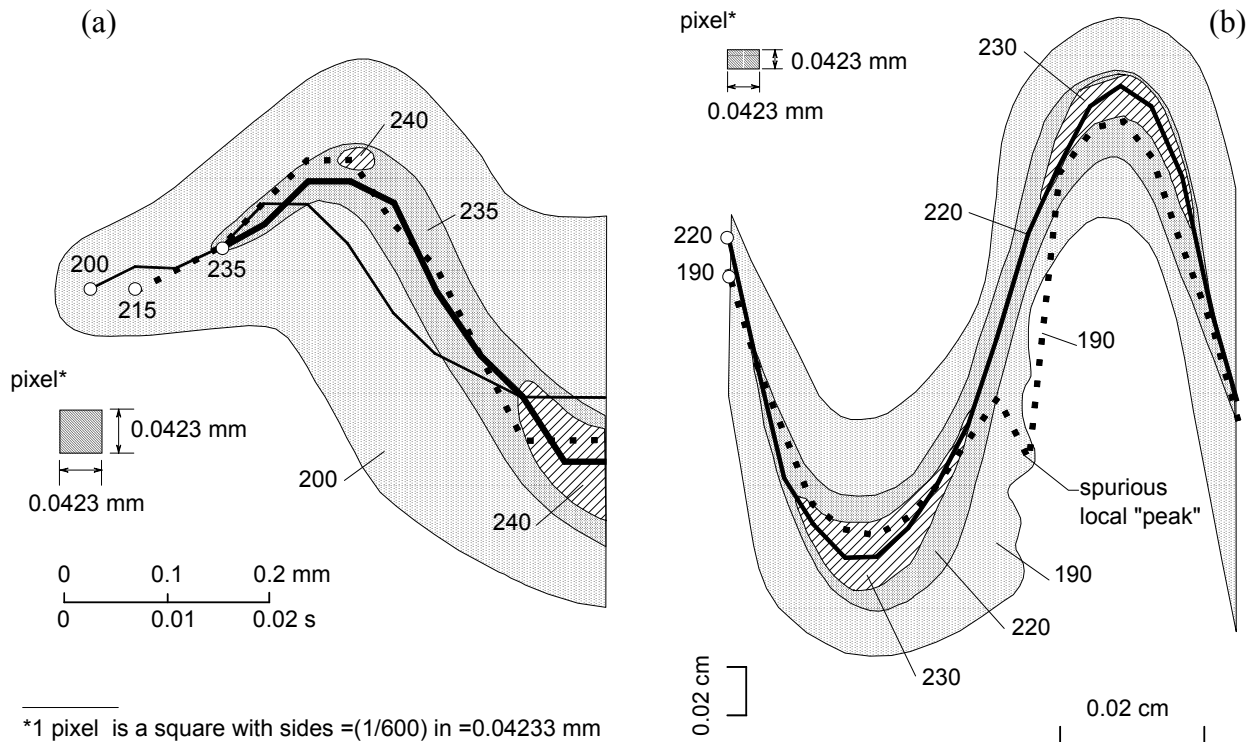 (a)
240
235
200
215
235
pixel*
0.0423 mm
0.0423 mm
200
240
0 0.1 0.2 mm
0 0.01 0.02 s
*1 pixel is a square with sides =(1/600) in =0.04233 mm
(b)
pixel*
0.0423 mm
0.0423 mm
230
220
220
190
190
spurious
local "peak"
190
220
230
0.02 cm
0.02 cm